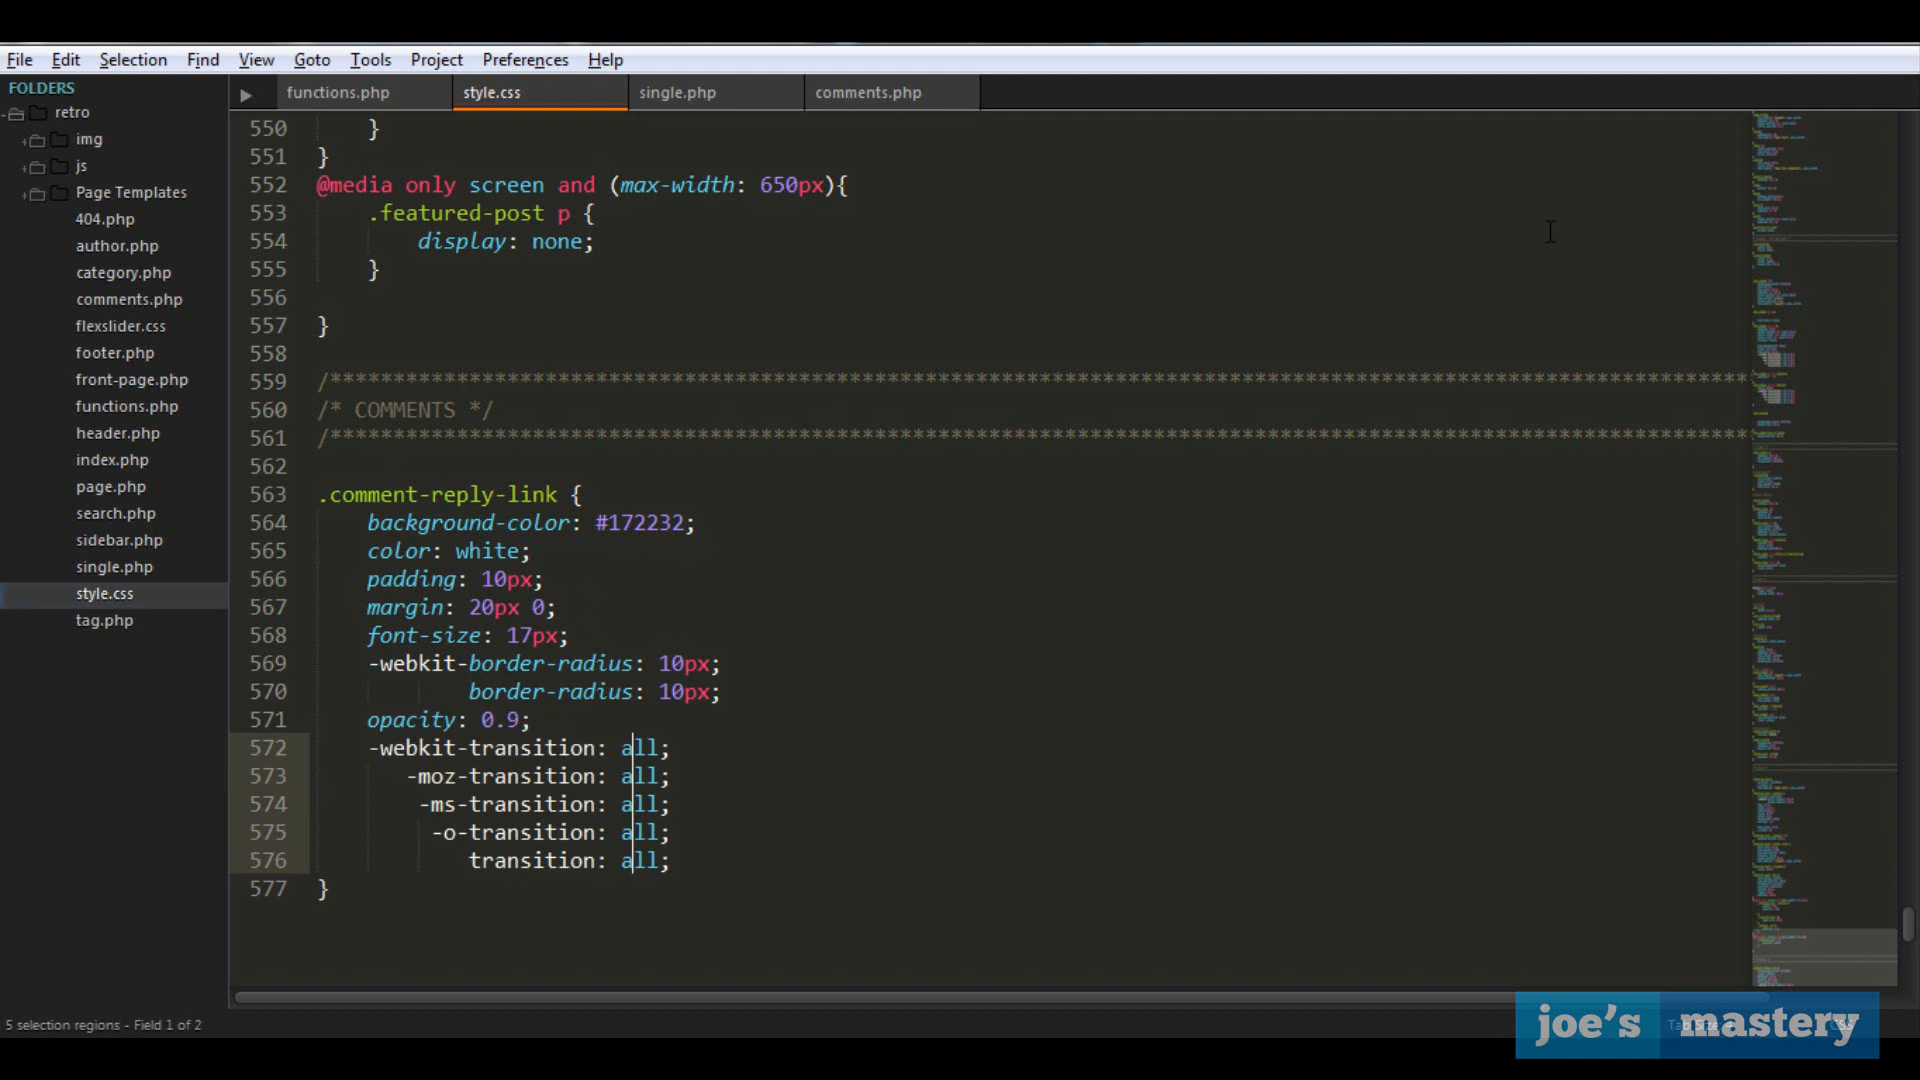 File Edit Selection Find View Goto Tools Project Preferences Help
FOLDERS
retro
img
js
Page Templates
404.php
author.php
category.php
comments.php
flexslider.css
footer.php
front-page.php
functions.php
header.php
index.php
page.php
search.php
sidebar.php
single.php
style.css
tag.php
functions.php style.css single.php comments.php
550 }
551 }
552 @media only screen and (max-width: 650px){
553 .featured-post p {
554 display: none;
555 }
556
557 }
558
559 /****************************************************************************************************************
560 /* COMMENTS */
561 /****************************************************************************************************************
562
563 .comment-reply-link {
564 background-color: #172232;
565 color: white;
566 padding: 10px;
567 margin: 20px 0;
568 font-size: 17px;
569 -webkit-border-radius: 10px;
570 border-radius: 10px;
571 opacity: 0.9;
572 -webkit-transition: all;
573 -moz-transition: all;
574 -ms-transition: all;
575 -o-transition: all;
576 transition: all;
577 }
5 selection regions - Field 1 of 2
Tab Size: 4 CSS
joe's mastery